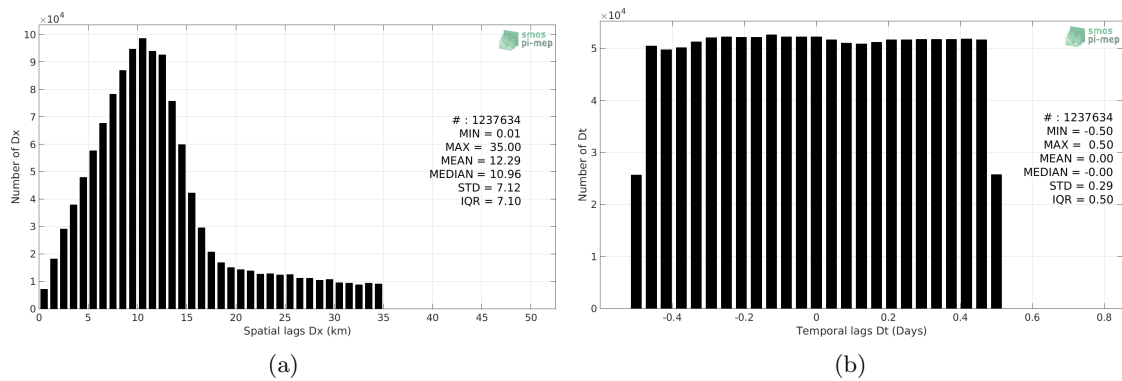 ×10⁴
10
9
8
7
6
5
4
3
2
1
0
Number of Dx
smos
pi-mep
# : 1237634
MIN = 0.01
MAX = 35.00
MEAN = 12.29
MEDIAN = 10.96
STD = 7.12
IQR = 7.10
0 5 10 15 20 25 30 35 40 45 50
Spatial lags Dx (km)
(a)
×10⁴
5
4
3
2
1
0
Number of Dt
smos
pi-mep
# : 1237634
MIN = -0.50
MAX = 0.50
MEAN = 0.00
MEDIAN = -0.00
STD = 0.29
IQR = 0.50
-0.4 -0.2 0 0.2 0.4 0.6 0.8
Temporal lags Dt (Days)
(b)